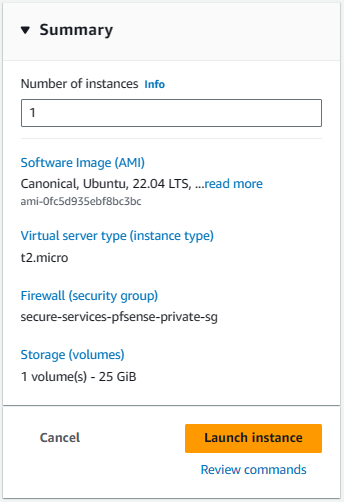 Summary
Number of instances Info
1
Software Image (AMI)
Canonical, Ubuntu, 22.04 LTS, ...read more
ami-0fc5d935ebf8bc3bc
Virtual server type (instance type)
t2.micro
Firewall (security group)
secure-services-pfsense-private-sg
Storage (volumes)
1 volume(s) - 25 GiB
Cancel
Launch instance
Review commands